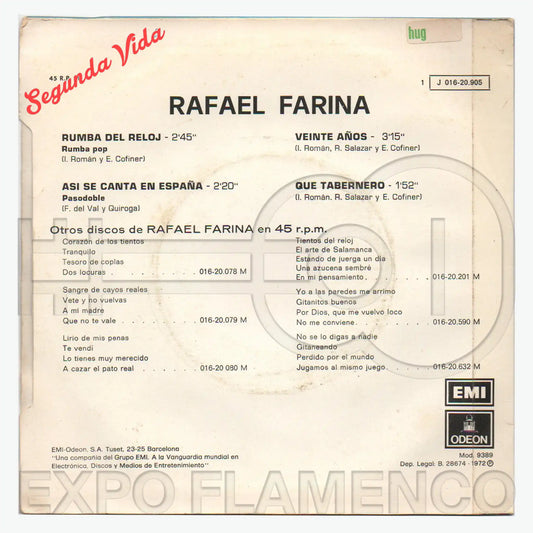 hug
Segunda Vida
45 R.P.
1 J 016-20.905
RAFAEL FARINA
RUMBA DEL RELOJ - 2'45"
Rumba pop
(I. Román y E. Cofiner)
VEINTE AÑOS - 3'15"
(I. Román, R. Salazar y E. Cofiner)
ASI SE CANTA EN ESPAÑA - 2'20"
Pasodoble
(F. del Val y Quiroga)
QUE TABERNERO - 1'52"
(I. Román, R. Salazar y E. Cofiner)
Otros discos de RAFAEL FARINA en 45 r.p.m.
Corazón de los tientos
Tranquilo
Tesoro de coplas
Dos locuras . . . . . . . . 016-20.078 M
Sangre de cayos reales
Vete y no vuelvas
A mi madre
Que no te vale . . . . . . . 016-20.079 M
Lirio de mis penas
Te vendí
Lo tienes muy merecido
A cazar el pato real . . . . . 016-20 080 M
Tientos del reloj
El arte de Salamanca
Estando de juerga un día
Una azucena sembré
En mi pensamiento . . . . . . 016-20.201 M
Yo a las paredes me arrimo
Gitanitos buenos
Por Dios, que me vuelvo loco
No me conviene . . . . . . . 016-20.590 M
No se lo digas a nadie
Gitaneando
Perdido por el mundo
Jugamos al mismo juego . . . . 016-20.632 M
EMI
ODEON
EMI-Odeon, S.A. Tuset, 23-25 Barcelona
"Una compañía del Grupo EMI, A la Vanguardia mundial en
Electrónica, Discos y Medios de Entretenimiento"
Mod. 9389
Dep. Legal: B. 28674 - 1972 ℗
EXPO FLAMENCO